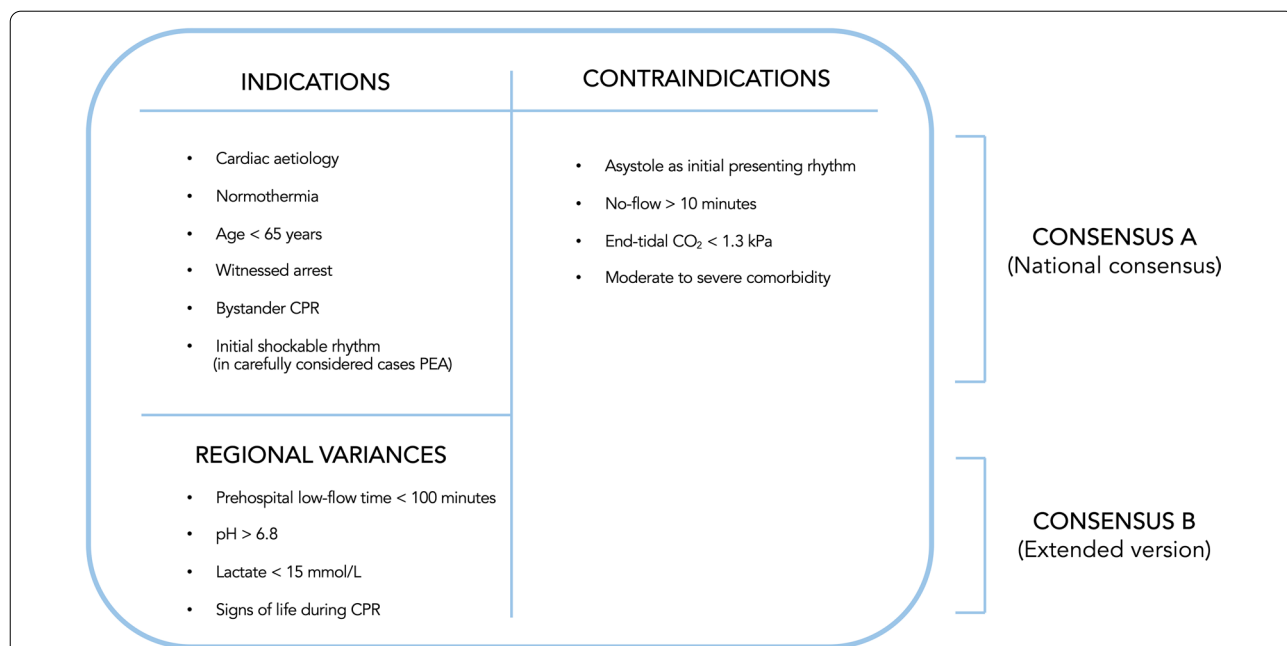 INDICATIONS
• Cardiac aetiology
• Normothermia
• Age < 65 years
• Witnessed arrest
• Bystander CPR
• Initial shockable rhythm
(in carefully considered cases PEA)
CONTRAINDICATIONS
• Asystole as initial presenting rhythm
• No-flow > 10 minutes
• End-tidal CO₂ < 1.3 kPa
• Moderate to severe comorbidity
CONSENSUS A
(National consensus)
REGIONAL VARIANCES
• Prehospital low-flow time < 100 minutes
• pH > 6.8
• Lactate < 15 mmol/L
• Signs of life during CPR
CONSENSUS B
(Extended version)